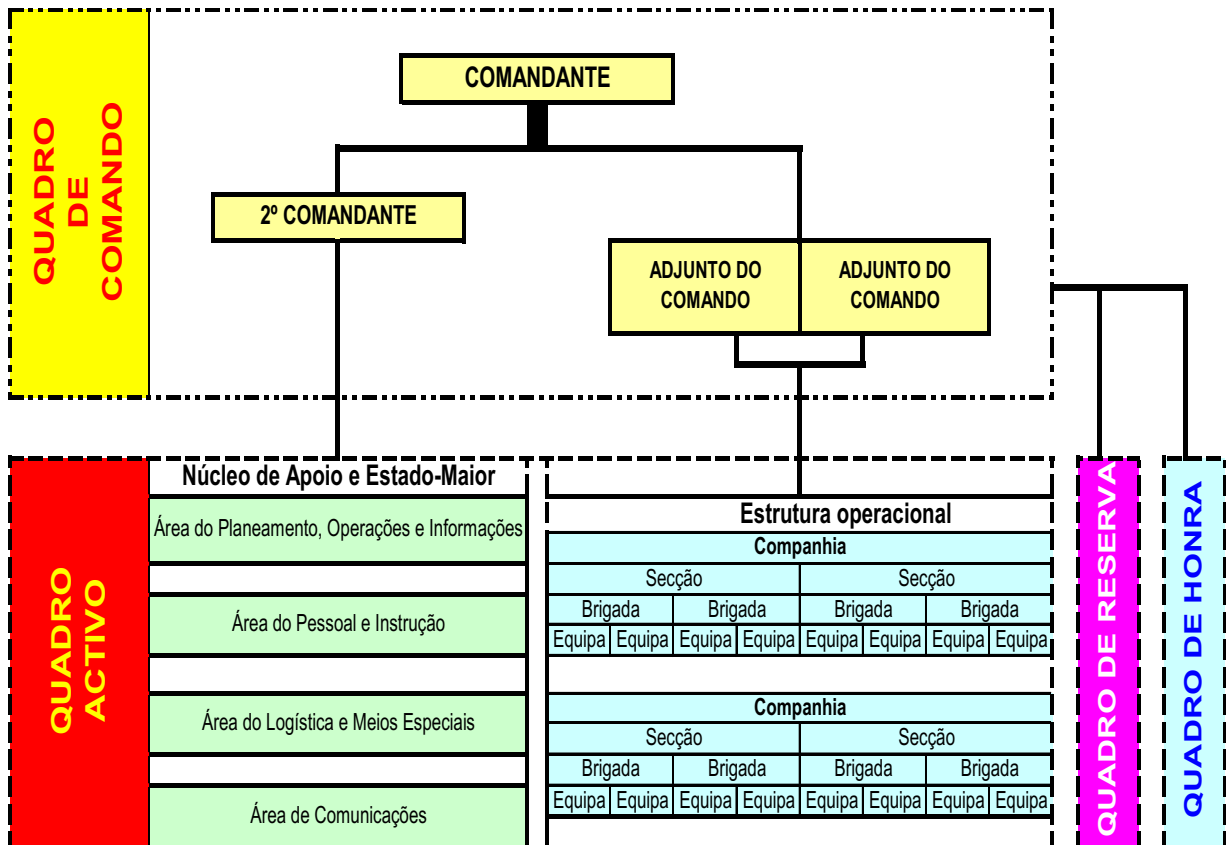 QUADRO
DE
COMANDO
COMANDANTE
2º COMANDANTE
ADJUNTO DO
COMANDO
ADJUNTO DO
COMANDO
QUADRO
ACTIVO
Núcleo de Apoio e Estado-Maior
Área do Planeamento, Operações e Informações
Área do Pessoal e Instrução
Área do Logística e Meios Especiais
Área de Comunicações
Estrutura operacional
Companhia
Secção Secção
Brigada Brigada Brigada Brigada
Equipa Equipa Equipa Equipa Equipa Equipa Equipa Equipa
Companhia
Secção Secção
Brigada Brigada Brigada Brigada
Equipa Equipa Equipa Equipa Equipa Equipa Equipa Equipa
QUADRO DE RESERVA
QUADRO DE HONRA